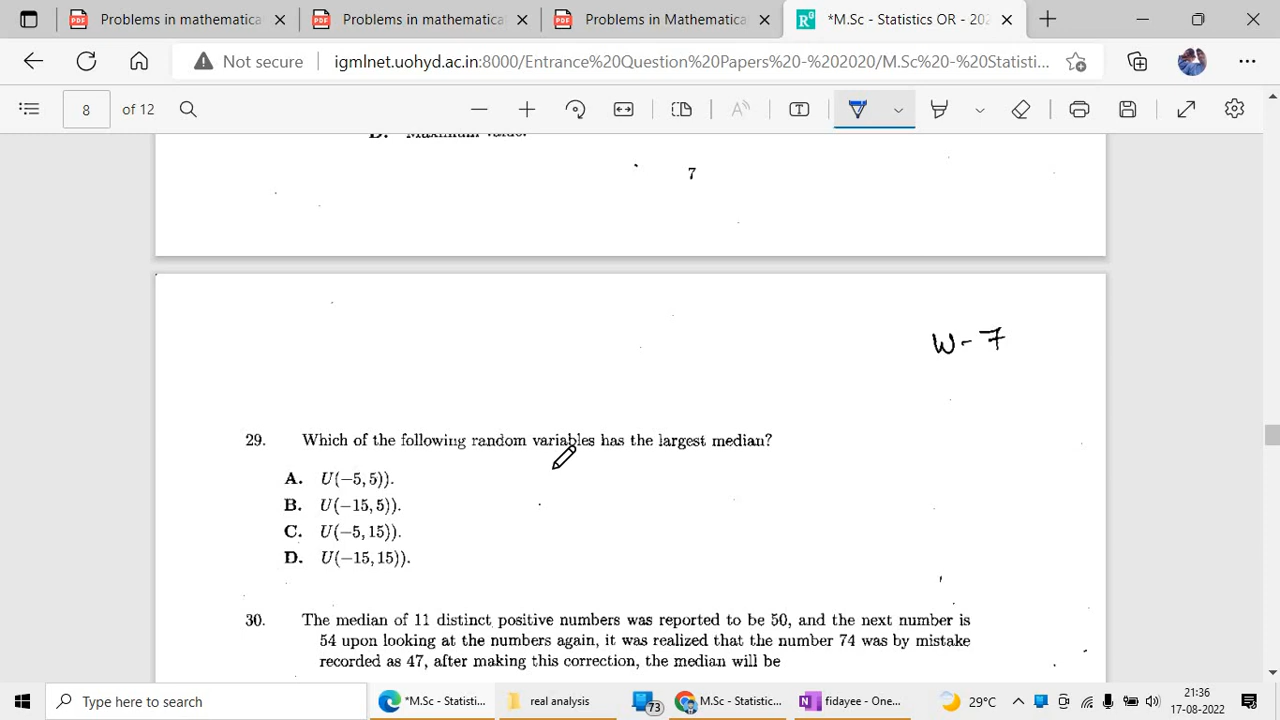 Problems in mathematica
Problems in mathematica
Problems in Mathematica
*M.Sc - Statistics OR - 202
Not secure
igmlnet.uohyd.ac.in:8000/Entrance%20Question%20Papers%20-%202020/M.Sc%20-%20Statisti...
8 of 12
D. Maximum value.
7
W-7
29. Which of the following random variables has the largest median?
A. U(−5, 5)).
B. U(−15, 5)).
C. U(−5, 15)).
D. U(−15, 15)).
30. The median of 11 distinct positive numbers was reported to be 50, and the next number is
54 upon looking at the numbers again, it was realized that the number 74 was by mistake
recorded as 47, after making this correction, the median will be
Type here to search
*M.Sc - Statisti...
real analysis
73
M.Sc - Statistic...
fidayee - One...
29°C
21:36
17-08-2022